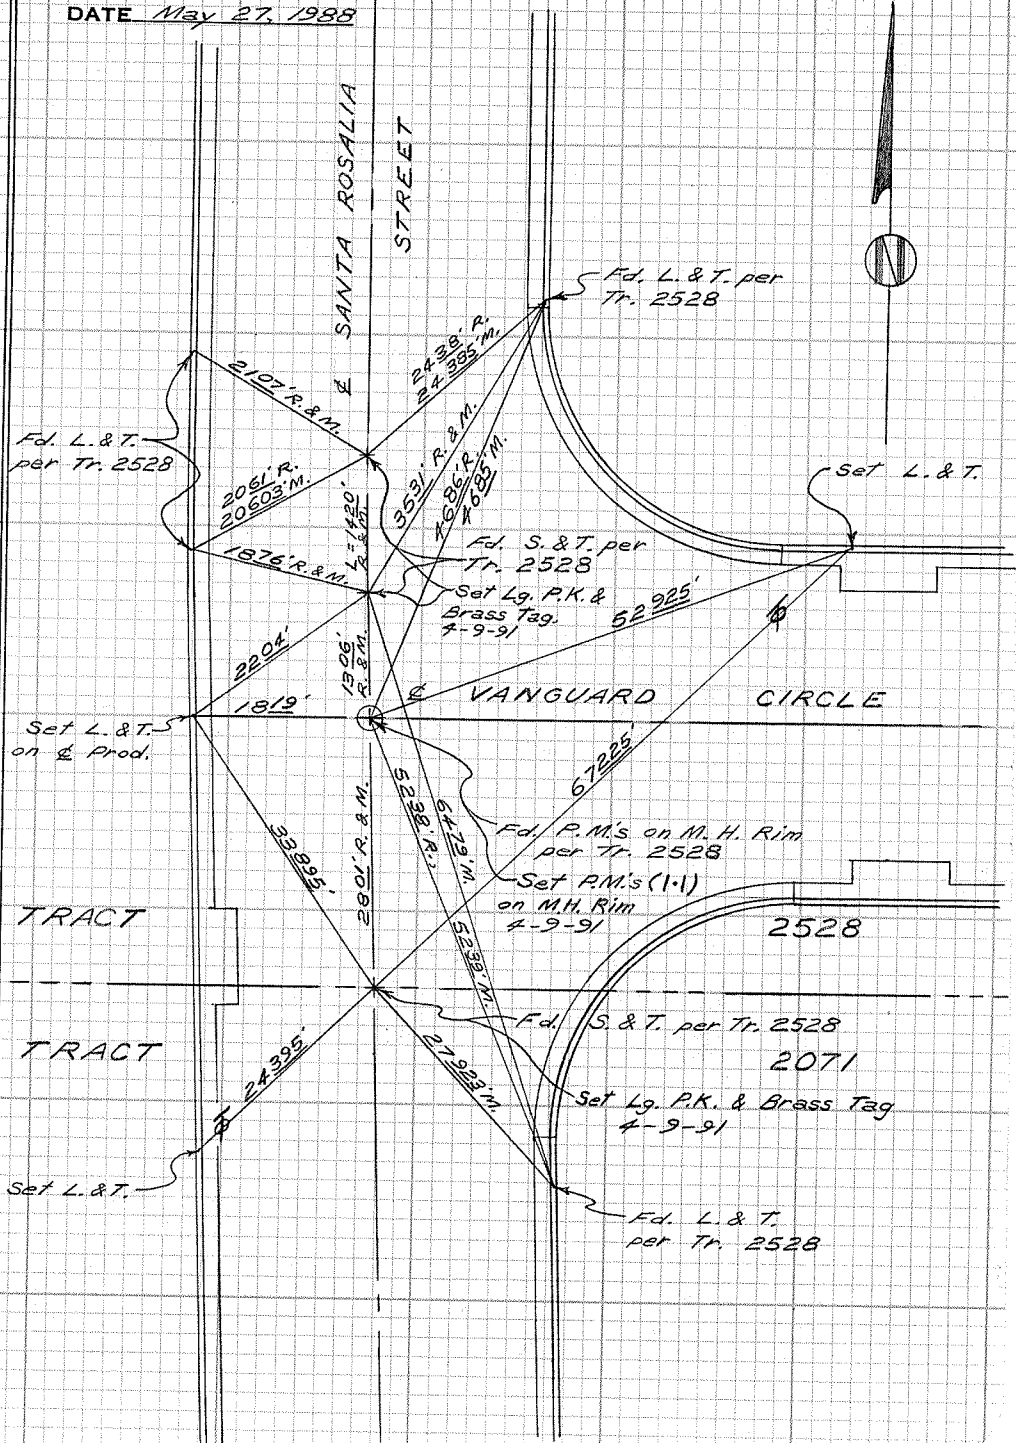 DATE May 27, 1988
℄ SANTA ROSALIA
STREET
Fd. L. & T. per
Tr. 2528
24 38' R.
24 385' M.
21 07' R. & M.
Fd. L. & T.
per Tr. 2528
20 61' R.
20 603' M.
35 31' R. & M.
46 86' R.
46 85' M.
Set L. & T.
L = 14 20'
R. & M.
18 76' R. & M.
Fd. S. & T. per
Tr. 2528
Set Lg. P.K. &
Brass Tag.
4-9-91
52 925'
22 04'
13 06'
R. & M.
18 19'
℄ VANGUARD CIRCLE
Set L. & T.
on ℄ Prod.
67 225'
33 895'
28 01' R. & M.
52 38' R.
64 79' M.
52 39' M.
Fd. P.M's on M. H. Rim
per Tr. 2528
Set P.M.'s (1·1)
on M.H. Rim
4-9-91
TRACT 2528
Fd. S. & T. per Tr. 2528
TRACT 2071
24 395'
27 923' M.
Set Lg. P.K. & Brass Tag
4-9-91
Set L. & T.
Fd. L. & T.
per Tr. 2528